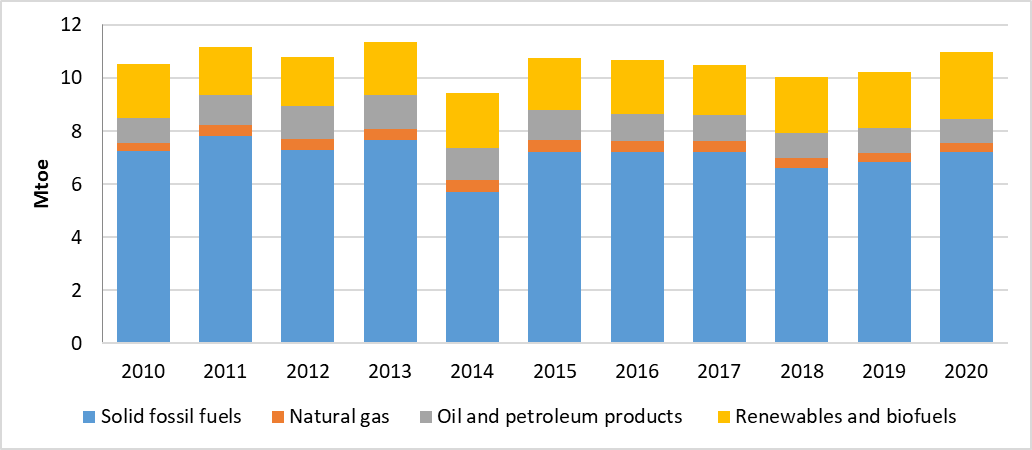 12
10
8
6
4
2
0
Mtoe
2010 2011 2012 2013 2014 2015 2016 2017 2018 2019 2020
Solid fossil fuels Natural gas Oil and petroleum products Renewables and biofuels